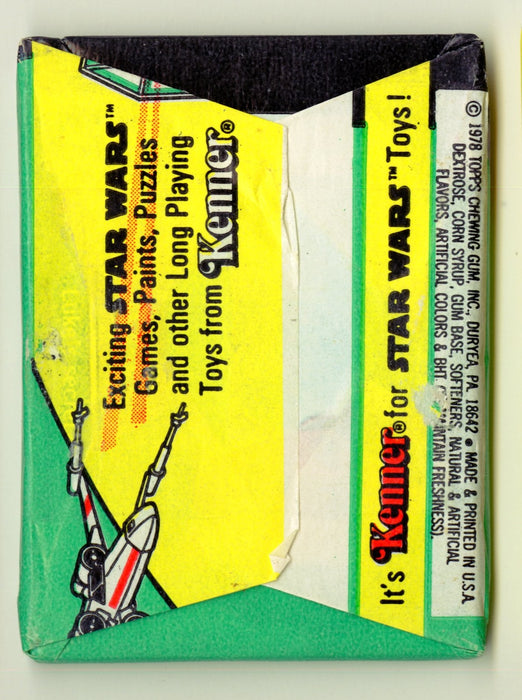 Exciting STAR WARS™
Games, Paints, Puzzles
and other Long Playing
Toys from Kenner®
It's Kenner® for STAR WARS™ Toys!
© 1978 TOPPS CHEWING GUM, INC., DURYEA, PA. 18642 • MADE & PRINTED IN U.S.A.
DEXTROSE, CORN SYRUP, GUM BASE, SOFTENERS, NATURAL & ARTIFICIAL
FLAVORS, ARTIFICIAL COLORS & BHT MAINTAIN FRESHNESS).